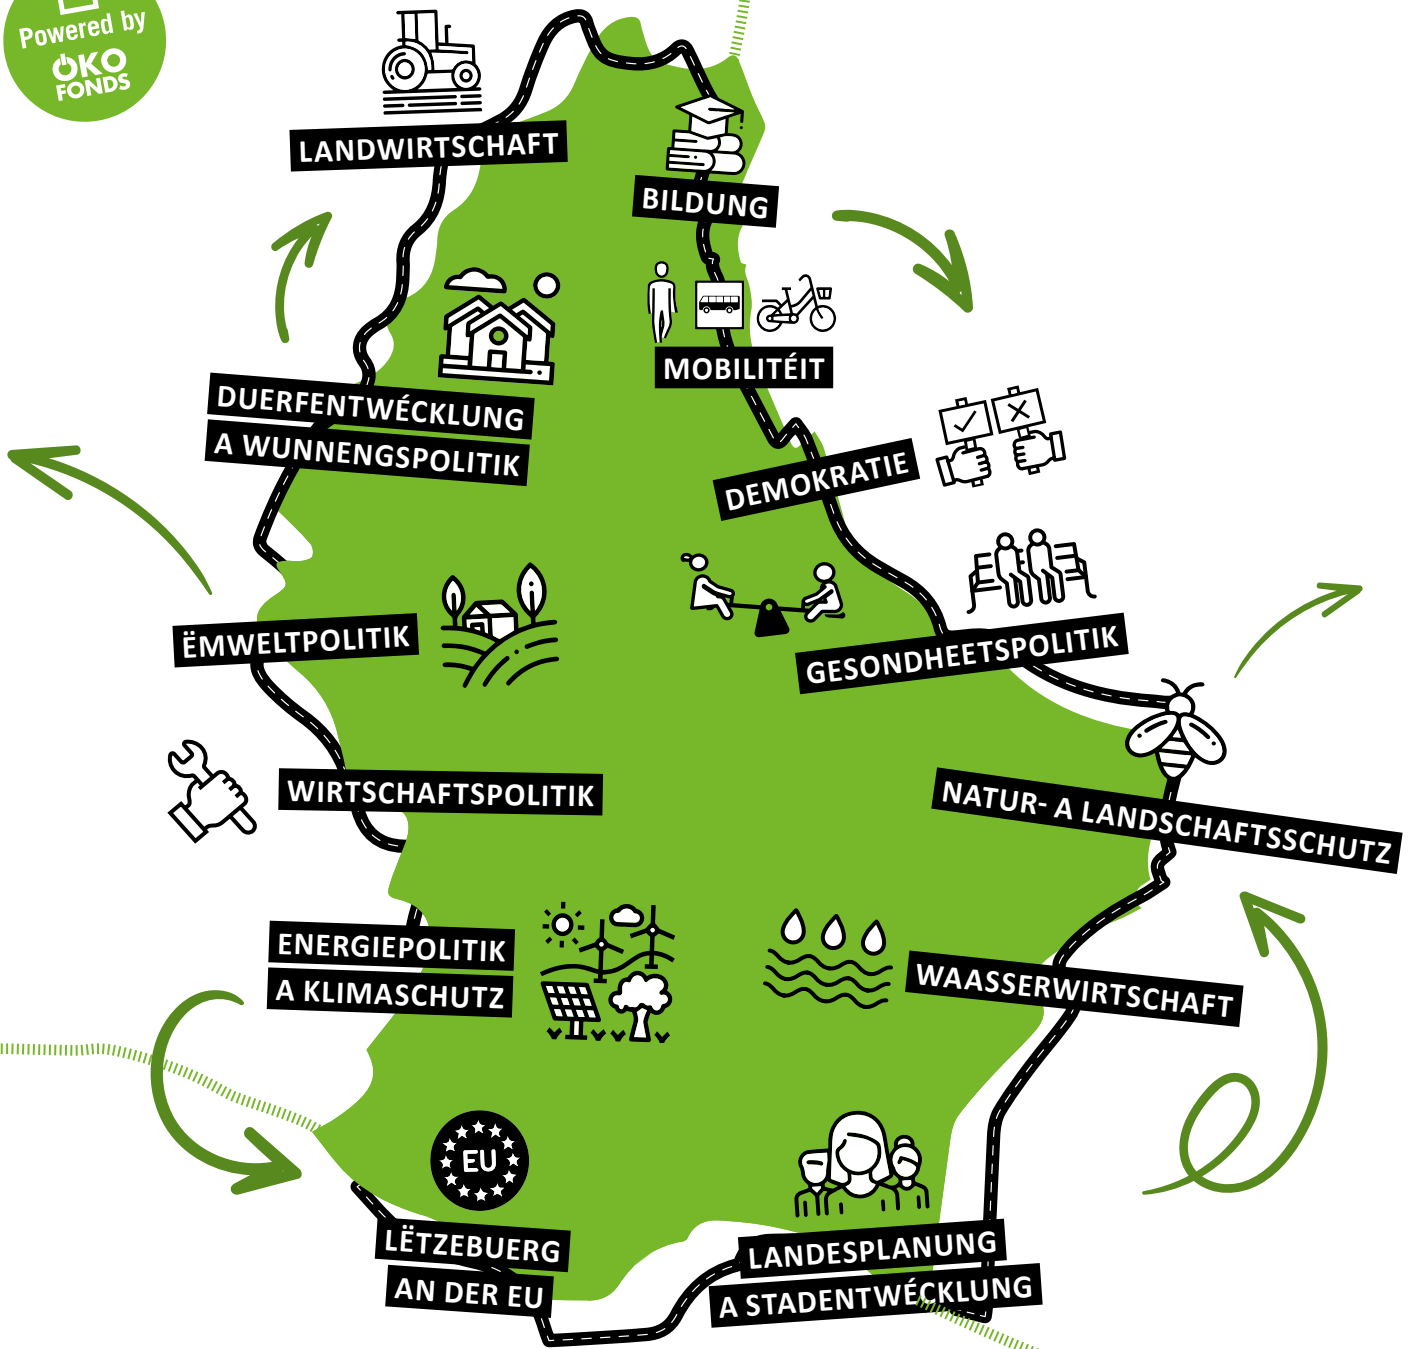 Powered by
ÖKO
FONDS
LANDWIRTSCHAFT
BILDUNG
MOBILITÉIT
DUERFENTWÉCKLUNG
A WUNNENGSPOLITIK
DEMOKRATIE
ËMWELTPOLITIK
GESONDHEETSPOLITIK
WIRTSCHAFTSPOLITIK
NATUR- A LANDSCHAFTSSCHUTZ
ENERGIEPOLITIK
A KLIMASCHUTZ
WAASSERWIRTSCHAFT
EU
LËTZEBUERG
AN DER EU
LANDESPLANUNG
A STADENTWÉCKLUNG